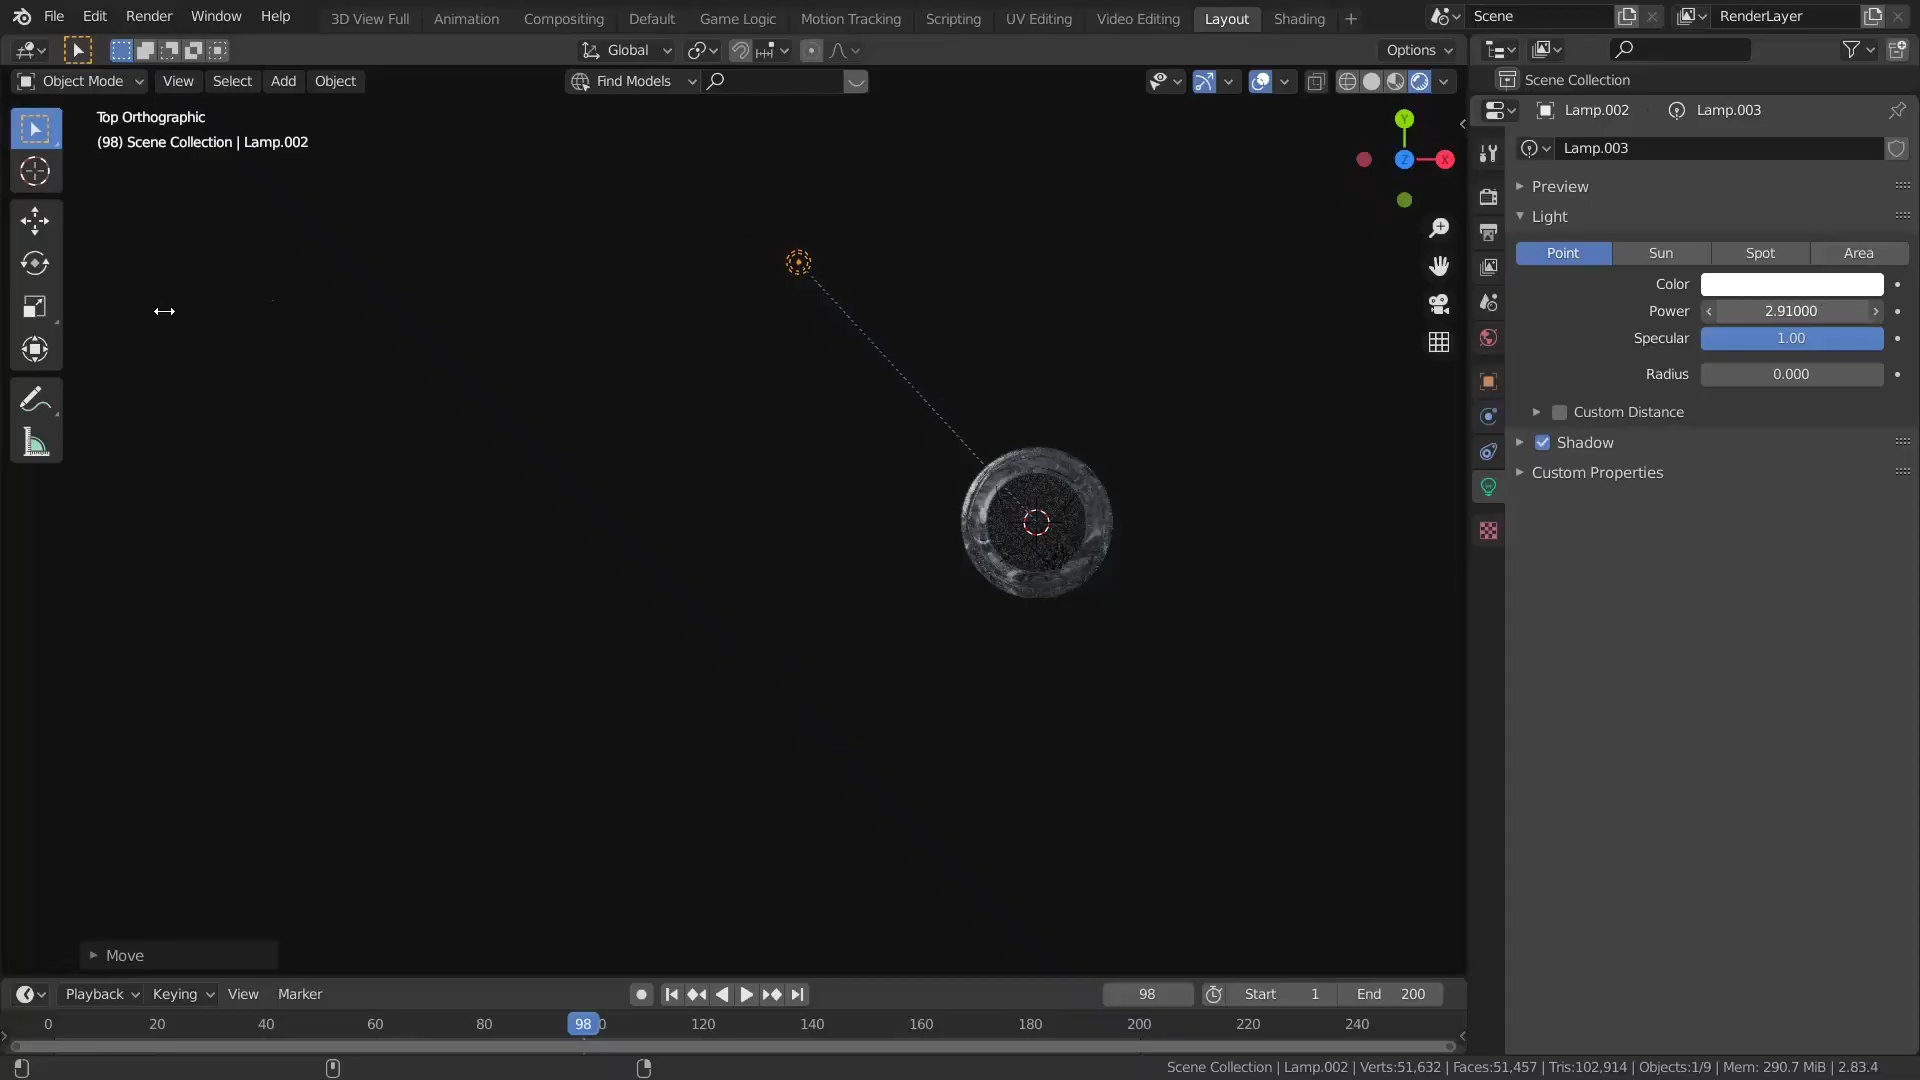 File Edit Render Window Help 3D View Full Animation Compositing Default Game Logic Motion Tracking Scripting UV Editing Video Editing Layout Shading + Scene RenderLayer
Global Options
Object Mode View Select Add Object Find Models Scene Collection
Top Orthographic
(98) Scene Collection | Lamp.002
Y
Z X
Lamp.002 Lamp.003
Lamp.003
Preview
Light
Point Sun Spot Area
Color
Power 2.91000
Specular 1.00
Radius 0.000
Custom Distance
Shadow
Custom Properties
Move
Playback Keying View Marker 98 Start 1 End 200
0 20 40 60 80 98 0 120 140 160 180 200 220 240
Scene Collection | Lamp.002 | Verts:51,632 | Faces:51,457 | Tris:102,914 | Objects:1/9 | Mem: 290.7 MiB | 2.83.4